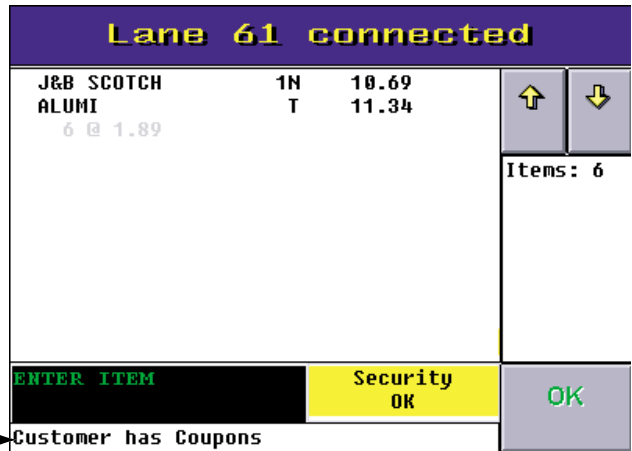 Lane 61 connected
J&B SCOTCH 1N 10.69
ALUMI T 11.34
6 @ 1.89
Items: 6
ENTER ITEM
Security
OK
OK
Customer has Coupons